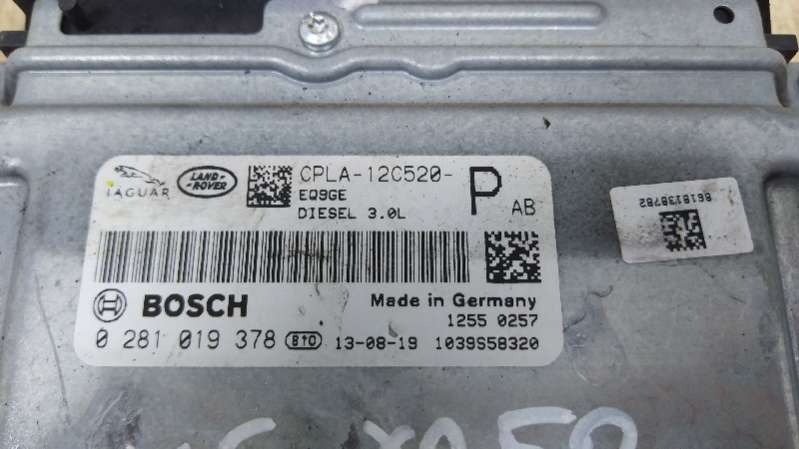 JAGUAR
LAND-
-ROVER
CPLA-12C520-
P
AB
EQ9GE
DIESEL 3.0L
BOSCH
Made in Germany
1255 0257
0 281 019 378
13-08-19 1039S58320